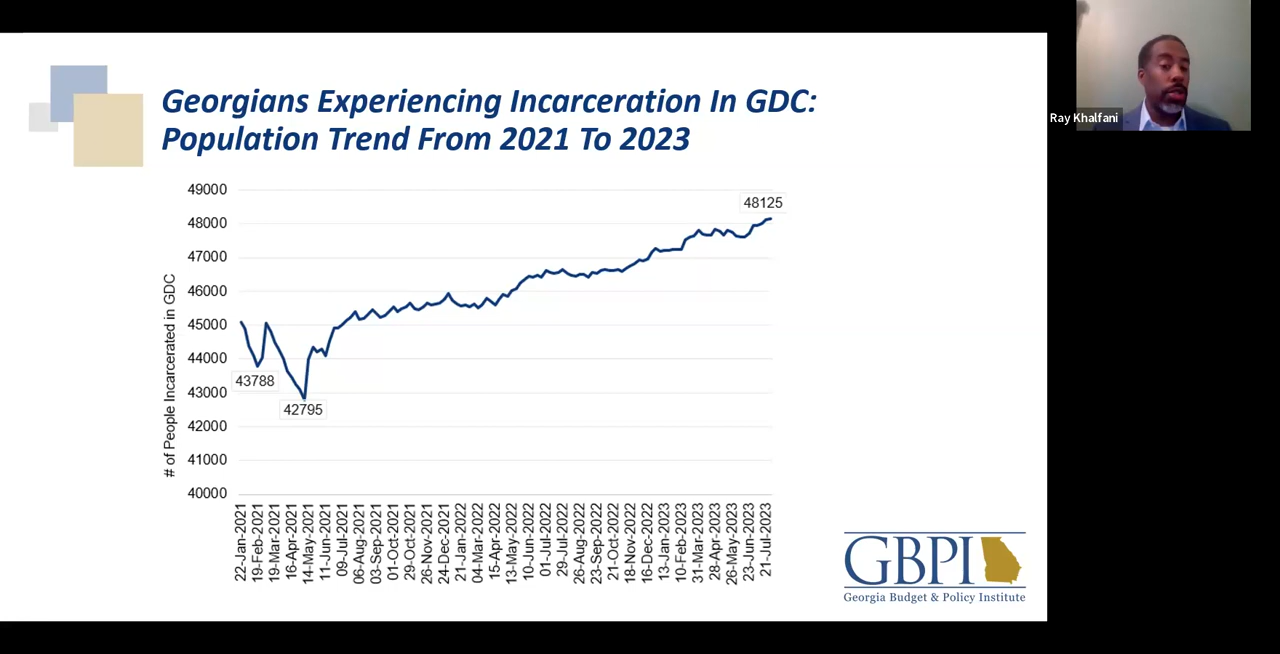 Georgians Experiencing Incarceration In GDC:
Population Trend From 2021 To 2023
Ray Khalfani
# of People Incarcerated in GDC
49000
48000
47000
46000
45000
44000
43000
42000
41000
40000
48125
43788
42795
22-Jan-2021
19-Feb-2021
19-Mar-2021
16-Apr-2021
14-May-2021
11-Jun-2021
09-Jul-2021
06-Aug-2021
03-Sep-2021
01-Oct-2021
29-Oct-2021
26-Nov-2021
24-Dec-2021
21-Jan-2022
04-Mar-2022
15-Apr-2022
13-May-2022
10-Jun-2022
01-Jul-2022
29-Jul-2022
26-Aug-2022
23-Sep-2022
21-Oct-2022
18-Nov-2022
16-Dec-2022
13-Jan-2023
10-Feb-2023
31-Mar-2023
28-Apr-2023
26-May-2023
23-Jun-2023
21-Jul-2023
GBPI
Georgia Budget & Policy Institute